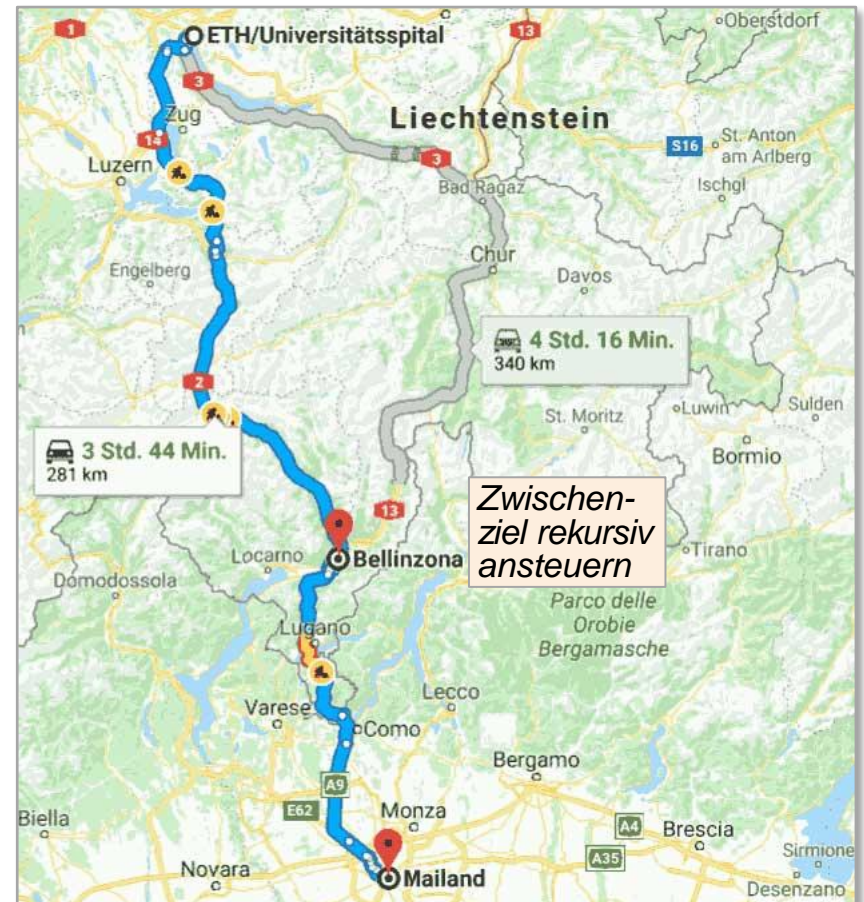 Oberstdorf
1
ETH/Universitätsspital
13
3
Liechtenstein
Zug
14
S16
St. Anton
am Arlberg
3
Luzern
Bad Ragaz
Ischgl
Engelberg
Chur
Davos
4 Std. 16 Min.
340 km
2
St. Moritz
Luwin
Sulden
3 Std. 44 Min.
281 km
Bormio
13
Zwischen-
ziel rekursiv
ansteuern
Locarno
Bellinzona
Tirano
Domodossola
Parco delle
Orobie
Bergamasche
Lugano
Lecco
Varese
Como
Bergamo
A9
E62
Monza
Biella
A4
Brescia
A35
Sirmione
Novara
Mailand
Desenzano